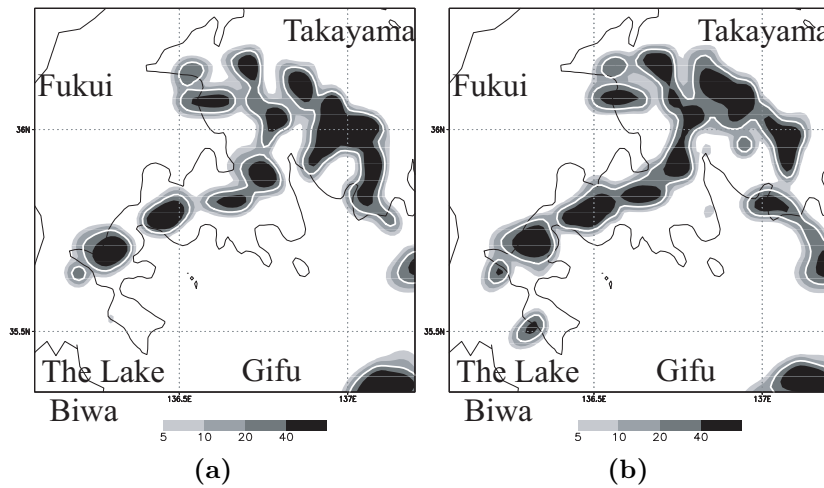 Takayama
Fukui
36N
35.5N
The Lake
Biwa
Gifu
136.5E
137E
5 10 20 40
(a)
Takayama
Fukui
36N
35.5N
The Lake
Biwa
Gifu
136.5E
137E
5 10 20 40
(b)